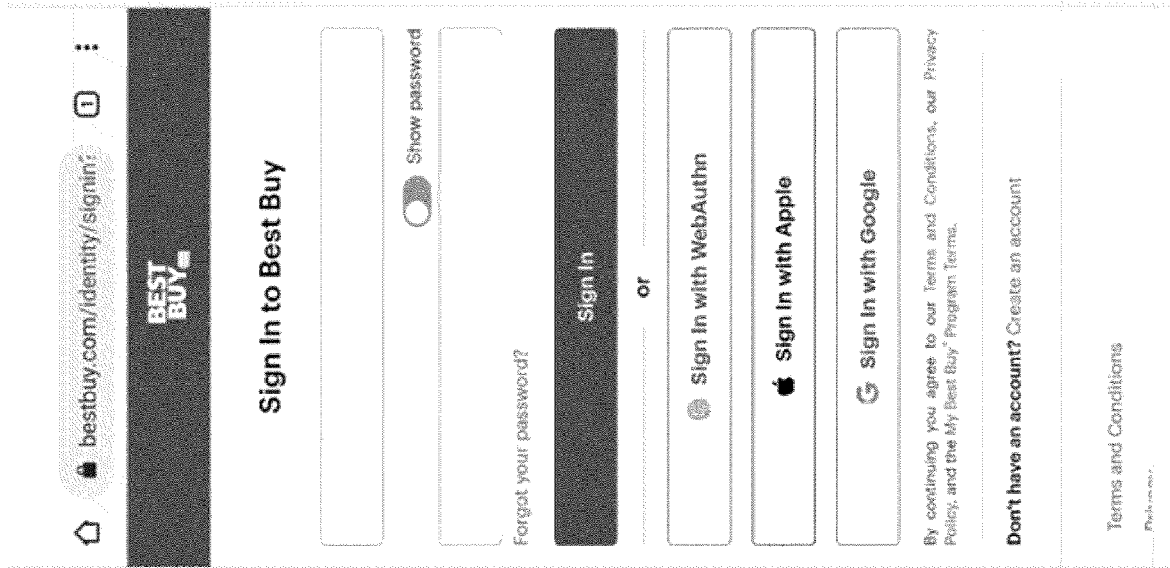 bestbuy.com/identity/signin?
1
BEST
BUY
Sign In to Best Buy
Show password
Forgot your password?
Sign In
or
Sign In with WebAuthn
Sign In with Apple
G Sign In with Google
By continuing you agree to our Terms and Conditions, our Privacy
Policy, and the My Best Buy® Program Terms.
Don't have an account? Create an account
Terms and Conditions